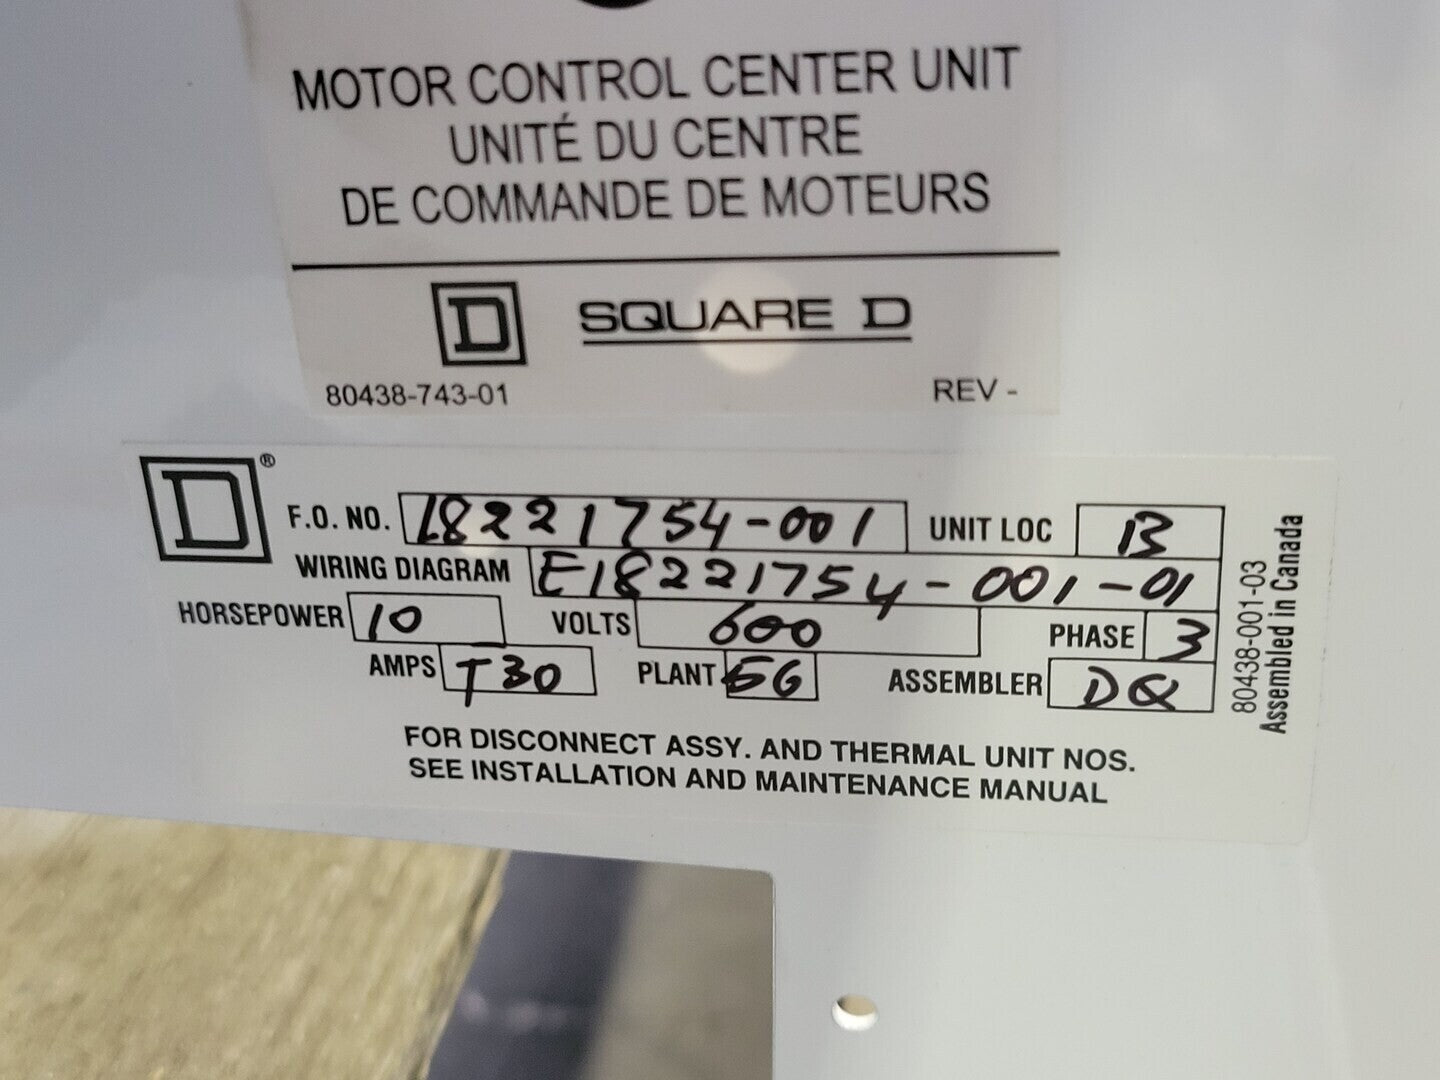 MOTOR CONTROL CENTER UNIT
UNITÉ DU CENTRE
DE COMMANDE DE MOTEURS
D SQUARE D
80438-743-01 REV -
D ®
F.O. NO. 18221754-001 UNIT LOC B
WIRING DIAGRAM E18221754-001-01
HORSEPOWER 10 VOLTS 600 PHASE 3
AMPS T30 PLANT 5G ASSEMBLER DQ
FOR DISCONNECT ASSY. AND THERMAL UNIT NOS.
SEE INSTALLATION AND MAINTENANCE MANUAL
80438-001-03
Assembled in Canada